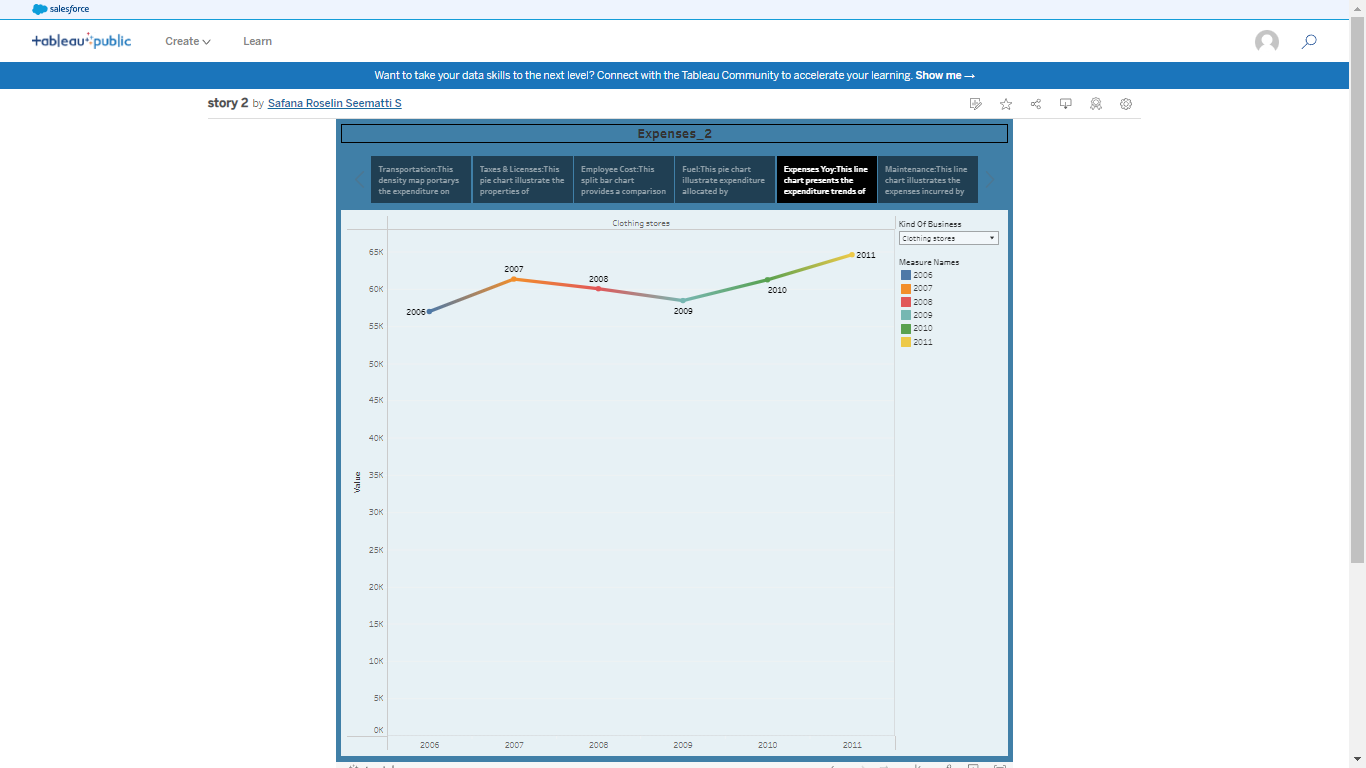 salesforce
+ableau public
Create Learn
Want to take your data skills to the next level? Connect with the Tableau Community to accelerate your learning. Show me →
story 2 by Safana Roselin Seematti S
Expenses_2
Transportation:This
density map portarys
the expenditure on
Taxes & Licenses:This
pie chart illustrate the
properties of
Employee Cost:This
split bar chart
provides a comparison
Fuel:This pie chart
illustrate expenditure
allocated by
Expenses Yoy:This line
chart presents the
expenditure trends of
Maintenance:This line
chart illustrates the
expenses incurred by
Clothing stores
Kind Of Business
Clothing stores
Measure Names
2006
2007
2008
2009
2010
2011
Value
65K
60K
55K
50K
45K
40K
35K
30K
25K
20K
15K
10K
5K
0K
2006
2007
2008
2009
2010
2011
2006 2007 2008 2009 2010 2011